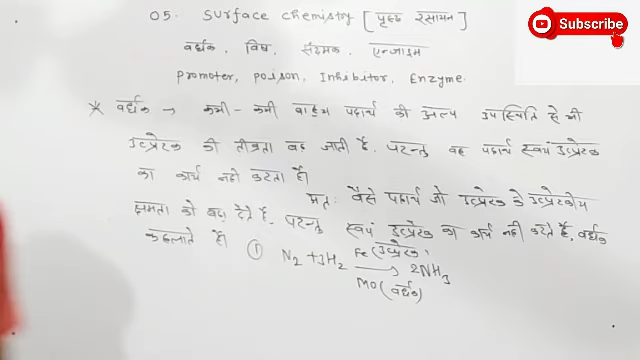 Subscribe
05. Surface chemistry [पृष्ठ रसायन]
वर्धक, विष, संदमक, एन्जाइम
promoter, poison, Inhibitor, Enzyme.
* वर्धक → कभी-कभी बाह्य पदार्थ की अल्प उपस्थिति से भी
उत्प्रेरक की तीव्रता बढ़ जाती है. परन्तु वह पदार्थ स्वयं उत्प्रेरक
का कार्य नहीं करता है।
अतः वैसे पदार्थ जो उत्प्रेरक के उत्प्रेरकीय
क्षमता को बढ़ा देते है. परन्तु स्वयं उत्प्रेरक का कार्य नहीं करते हैं, वर्धक
कहलाते हैं।
① N₂ + 3H₂ → 2NH₃
Fe (उत्प्रेरक)
Mo (वर्धक)